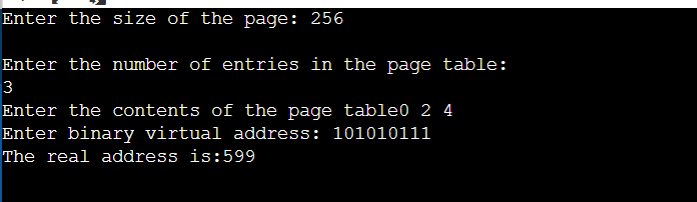 Enter the size of the page: 256
Enter the number of entries in the page table:
3
Enter the contents of the page table0 2 4
Enter binary virtual address: 101010111
The real address is:599